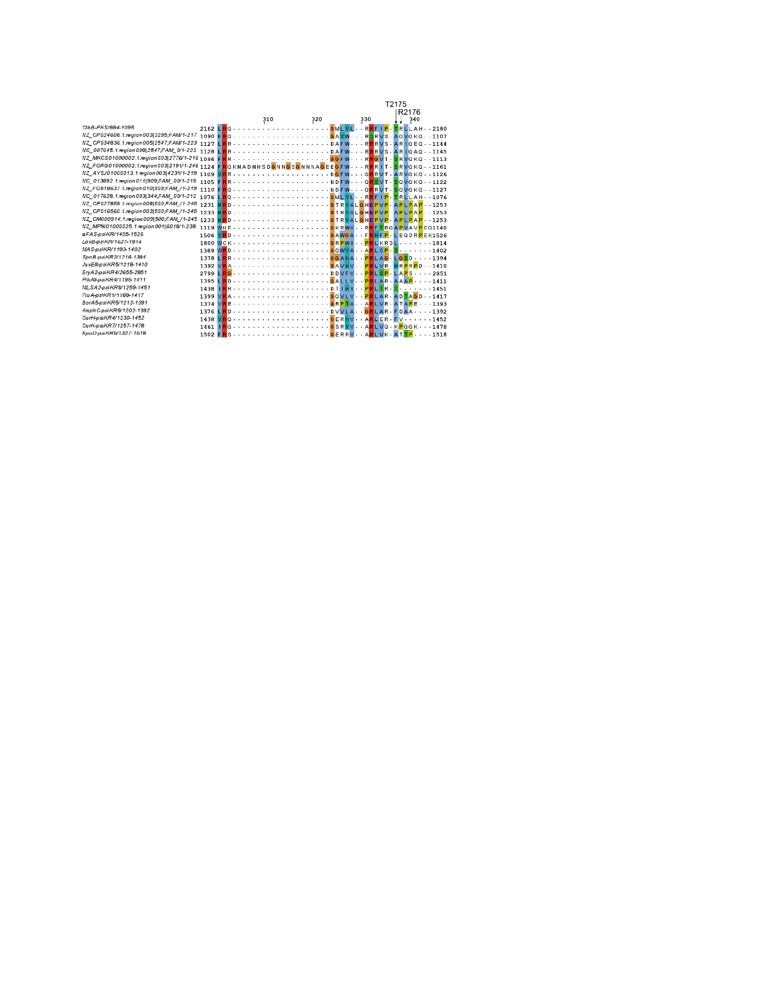 T2175
R2176
310 320 330 340
ClbB-PKS/884-1095 2162 LRQ--------------------GMLYL--RRFIP-TRLLAH--2180
NZ_CP024608.1.region003|3295;FAM/1-217 1090 FRQ--------------------GAYW---RQRVS-AQVQKQ--1107
NZ_CP034836.1.region005|2547;FAM/1-223 1127 LRR--------------------DAFW---RRRVS-ARIQEQ--1144
NC_007645.1.region008|2547;FAM_0/1-223 1128 LRR--------------------DAFW---RRRVS-ARIQAQ--1145
NZ_MKCS01000002.1.region003|2776/1-216 1096 FRR--------------------GGFW---RRGVT-SRVQKQ--1113
NZ_FORG01000002.1.region003|2191/1-246 1124 FRQKNADNHSDGNNGSGNNNAGEEGFW---RRRIT-SRVQKQ--1161
NZ_AYSJ01000013.1.region003|4231/1-219 1109 YRR--------------------DGFW---QRRVT-ARVQKQ--1126
NC_013892.1.region011|909;FAM_00/1-219 1105 FRR--------------------NDFW---QRSVT-SQVQKQ--1122
NZ_FO818637.1.region010|909;FAM_/1-219 1110 FRQ--------------------NDFW---QRRVT-SQVQKQ--1127
NC_017628.1.region003|344;FAM_00/1-212 1076 LRQ--------------------GMLYL--RRFIP-TRLLAH--1076
NZ_CP027858.1.region009|500;FAM_/1-245 1231 HRD--------------------GTRYALGHEPVP-APLPAP--1253
NZ_CP016560.1.region003|500;FAM_/1-245 1233 HRD--------------------GTRYALGHEPVP-APLPAP--1253
NZ_CM000914.1.region009|500;FAM_/1-245 1233 HRD--------------------GTRYALGHEPVP-APLPAP--1253
NZ_MPIN01000025.1.region001|6018/1-238 1119 WHE--------------------GKRWV--RRFTRQAPVAVPEQ1140
mFAS-psiKR/1405-1526 1506 YRD--------------------GAWGA--FRHFP-LEQDRPEK1526
LovB-psiKR/1627-1814 1800 WCK--------------------GRPWI--PRLKRDL-------1814
MAS-psiKR/1193-1402 1389 WRD--------------------GQWYA--ARLCP-S-------1402
SpnB-psiKR2/1216-1394 1378 LRR--------------------GGAHA--PRLAG-LGSD----1394
JuvEIII-psiKR5/1218-1410 1392 VRA--------------------GAVHV--PRLVR-HRPRPD--1410
EryA2-psiKR4/2655-2851 2799 LRG--------------------DDVFV--PRLSP-LAPS----2851
PikAII-psiKR4/1195-1411 1395 LRD--------------------GALLV--PRLAR-AAAP----1411
MLSA2-psiKR9/1259-1451 1438 IRR--------------------DTIHI--PRLTR-T-------1451
FluA-psiKR1/1188-1417 1399 VRA--------------------GQVLV--PRLAR-ADTAGD--1417
BorA5-psiKR5/1212-1391 1374 VRE--------------------GRPTA--ARLVR-ATAPE---1393
AmphC-psiKR5/1202-1392 1376 LRD--------------------DVVLA--GRLAR-FDAA----1392
CurH-psiKR4/1230-1452 1438 YRQ--------------------GERHV--ARLER-FV------1452
CurK-psiKR7/1257-1478 1461 IRQ--------------------GSRYV--ARLVQ-KPQQK---1478
EpoD-psiKR6/1327-1518 1502 FRS--------------------GERRV--ARLVK-ATTP----1518